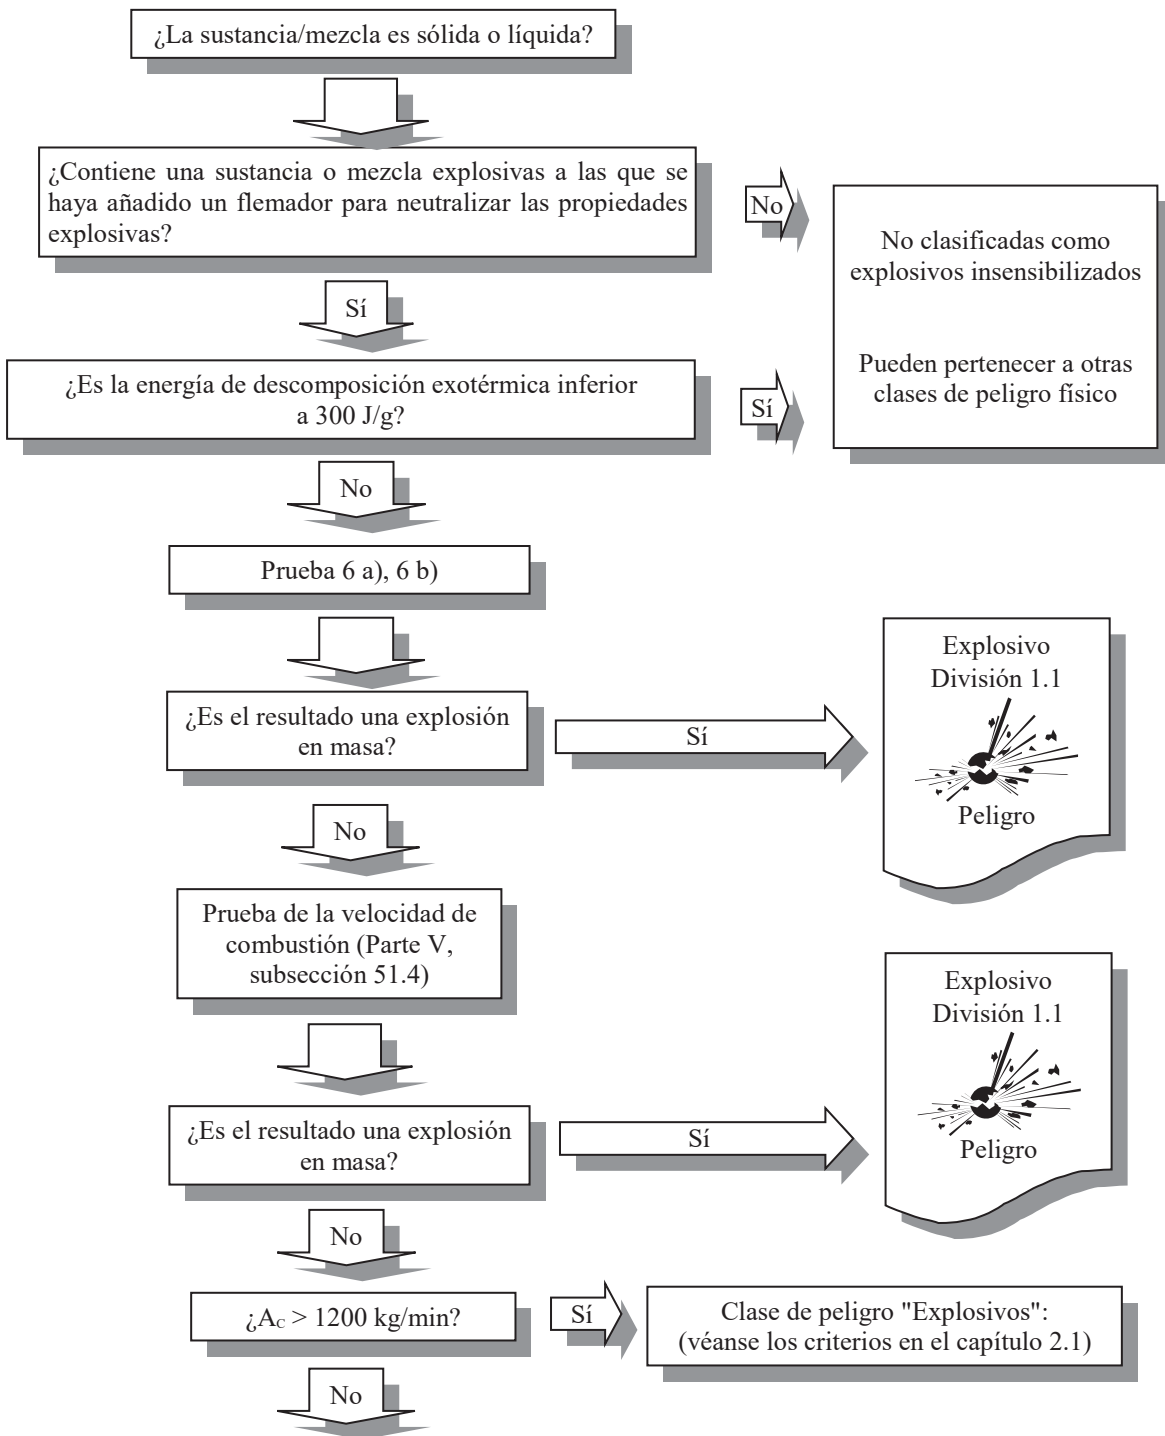 ¿La sustancia/mezcla es sólida o líquida?
¿Contiene una sustancia o mezcla explosivas a las que se
haya añadido un flemador para neutralizar las propiedades
explosivas?
No
No clasificadas como
explosivos insensibilizados
Pueden pertenecer a otras
clases de peligro físico
Sí
¿Es la energía de descomposición exotérmica inferior
a 300 J/g?
Sí
No
Prueba 6 a), 6 b)
¿Es el resultado una explosión
en masa?
Sí
Explosivo
División 1.1
Peligro
No
Prueba de la velocidad de
combustión (Parte V,
subsección 51.4)
¿Es el resultado una explosión
en masa?
Sí
Explosivo
División 1.1
Peligro
No
¿AC > 1200 kg/min?
Sí
Clase de peligro "Explosivos":
(véanse los criterios en el capítulo 2.1)
No